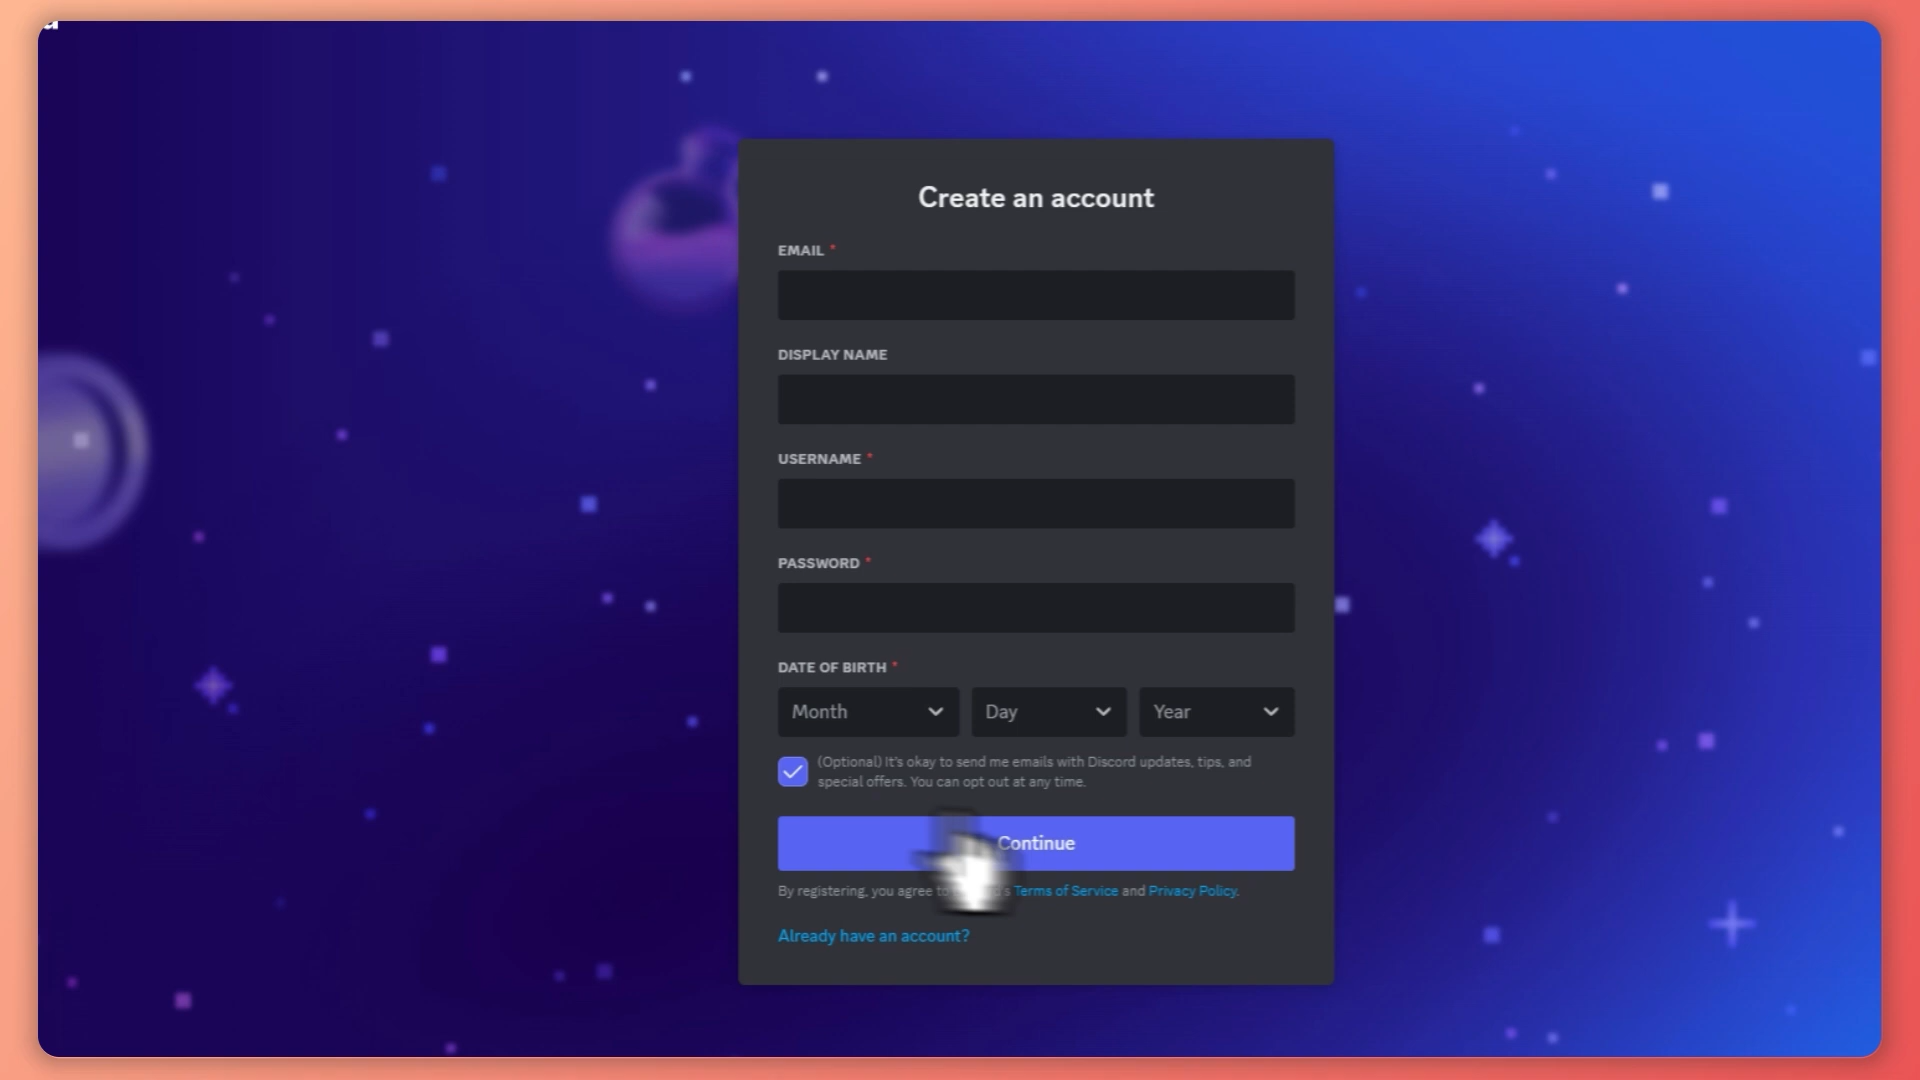 Create an account
EMAIL *
DISPLAY NAME
USERNAME *
PASSWORD *
DATE OF BIRTH *
Month Day Year
(Optional) It's okay to send me emails with Discord updates, tips, and
special offers. You can opt out at any time.
Continue
By registering, you agree to Terms of Service and Privacy Policy.
Already have an account?